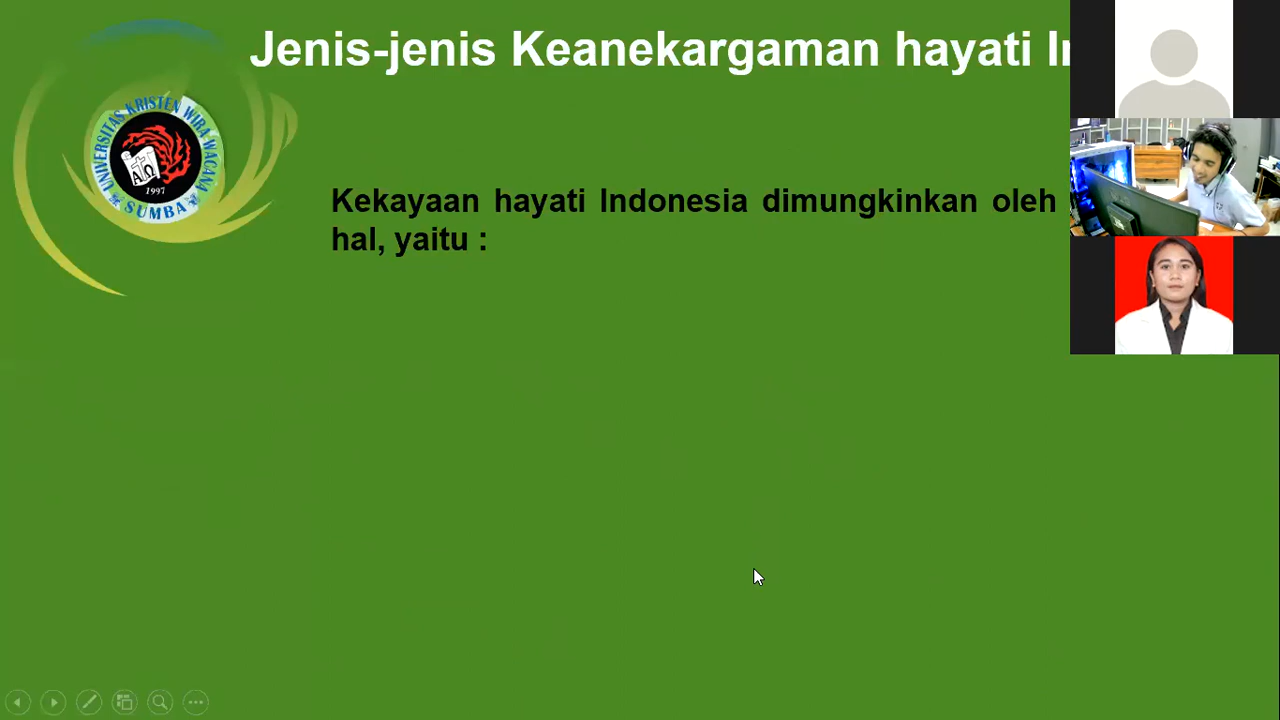 Jenis-jenis Keanekargaman hayati
UNIVERSITAS KRISTEN WIRA WACANA
Α Ω
1997
SUMBA
Kekayaan hayati Indonesia dimungkinkan oleh
hal, yaitu :